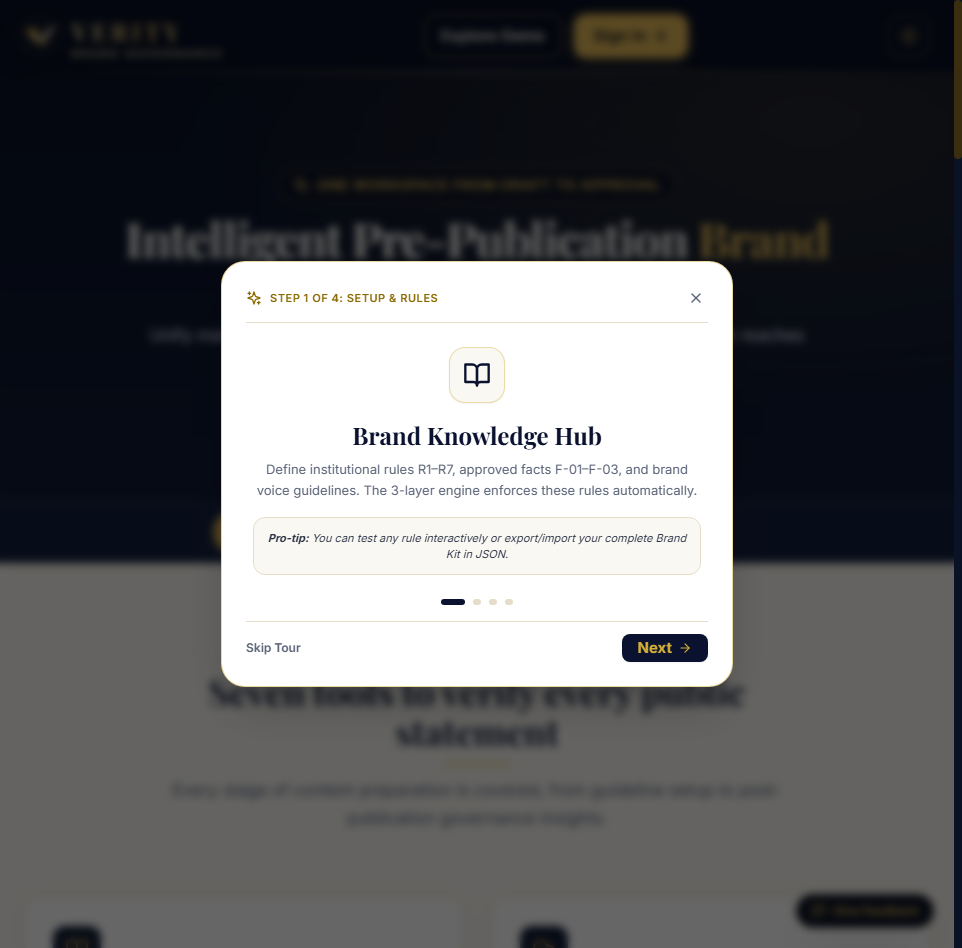 VERITY
BRAND GOVERNANCE
Explore Demo
Sign In
ONE WORKSPACE FROM DRAFT TO APPROVAL
Intelligent Pre-Publication Brand
Unify
reaches
STEP 1 OF 4: SETUP & RULES
Brand Knowledge Hub
Define institutional rules R1–R7, approved facts F-01–F-03, and brand
voice guidelines. The 3-layer engine enforces these rules automatically.
Pro-tip: You can test any rule interactively or export/import your complete Brand
Kit in JSON.
Skip Tour
Next
Seven tools to verify every public
statement
Every stage of content preparation is covered, from guideline setup to post-
publication governance insights.